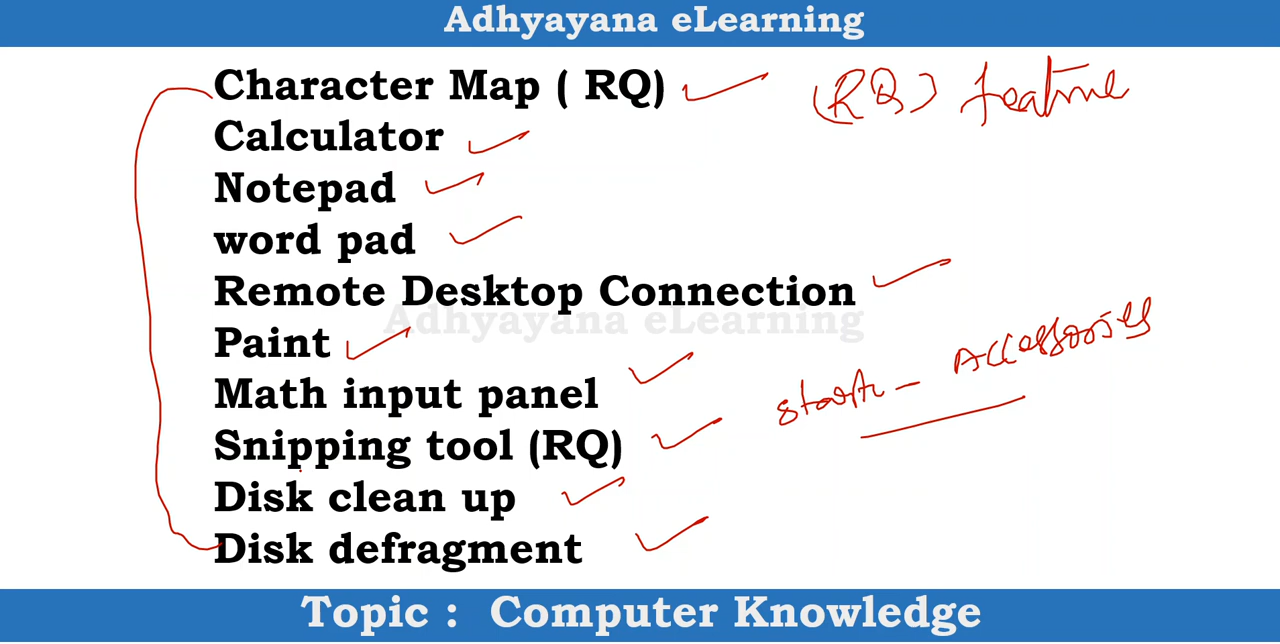 Adhyayana eLearning
Character Map ( RQ)
(RQ) feature
Calculator
Notepad
word pad
Remote Desktop Connection
Adhyayana eLearning
Paint
Math input panel
start - Accessories
Snipping tool (RQ)
Disk clean up
Disk defragment
Topic : Computer Knowledge